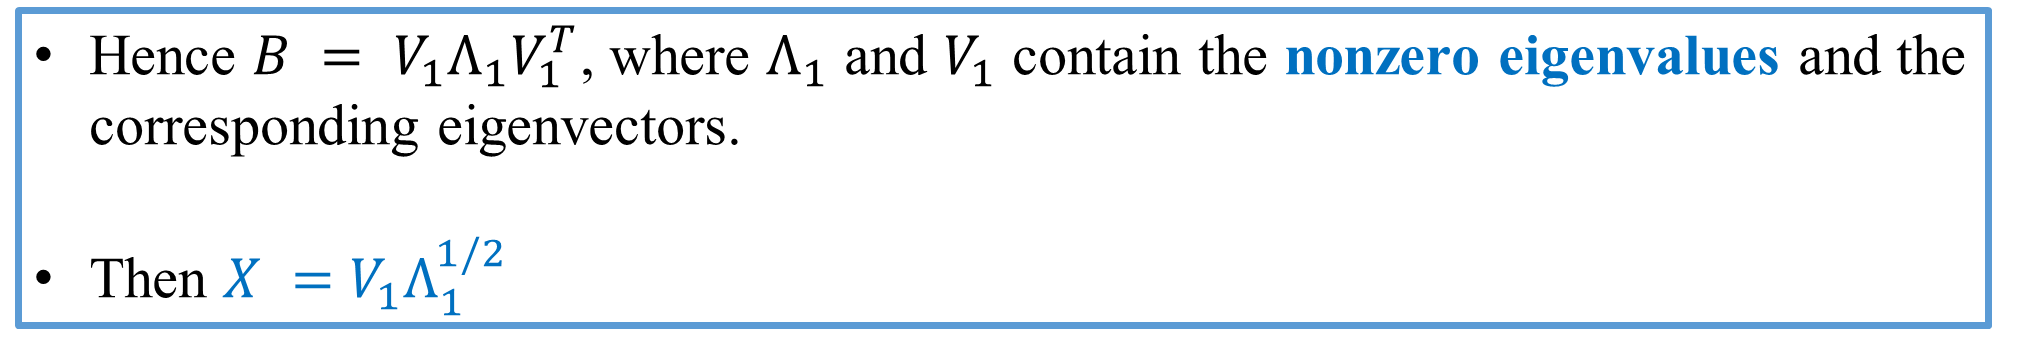 • Hence B = V₁Λ₁V₁ᵀ, where Λ₁ and V₁ contain the nonzero eigenvalues and the
corresponding eigenvectors.
• Then X = V₁Λ₁^{1/2}